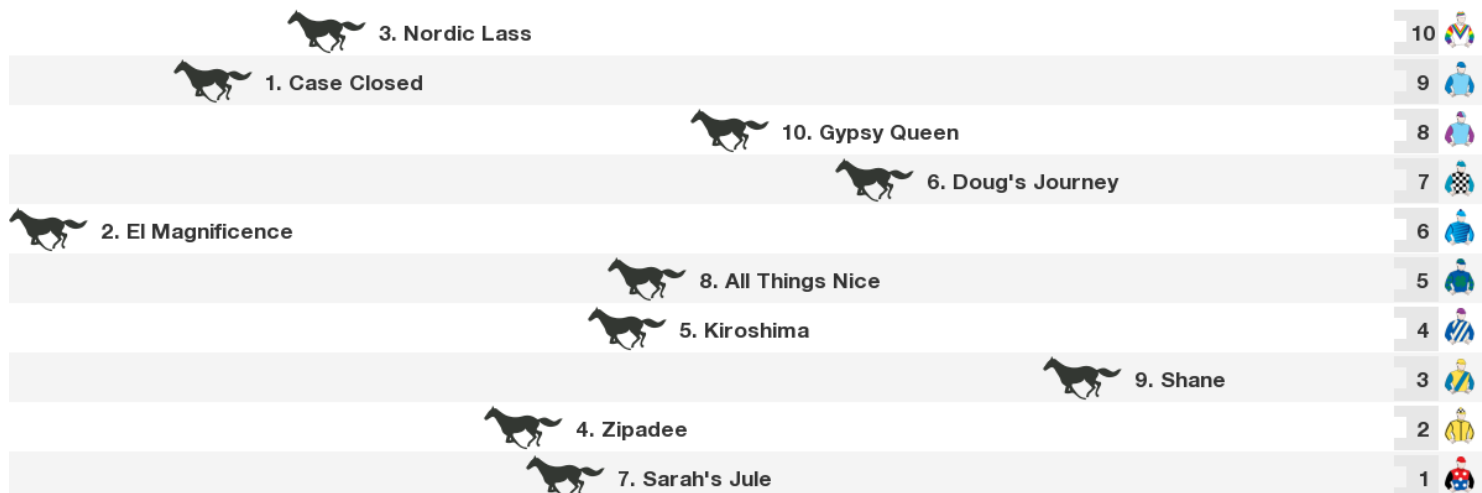 3. Nordic Lass 10
1. Case Closed 9
10. Gypsy Queen 8
6. Doug's Journey 7
2. El Magnificence 6
8. All Things Nice 5
5. Kiroshima 4
9. Shane 3
4. Zipadee 2
7. Sarah's Jule 1